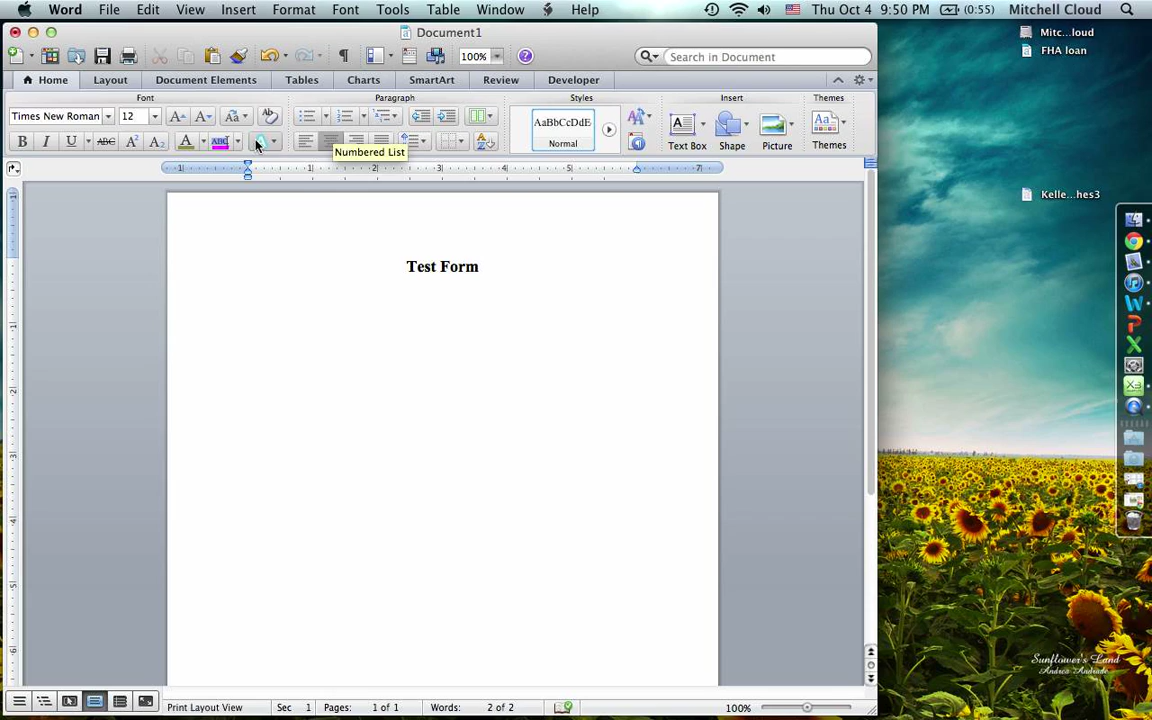 Word File Edit View Insert Format Font Tools Table Window Help Thu Oct 4 9:50 PM (0:55) Mitchell Cloud
Document1
Mitc...loud
FHA loan
100% Search in Document
Home Layout Document Elements Tables Charts SmartArt Review Developer
Font Paragraph Styles Insert Themes
Times New Roman 12
AaBbCcDdE
Normal
Text Box Shape Picture Themes
Numbered List
Test Form
Kelle...hes3
Sunflower's Land
Andrea Andrade
Print Layout View Sec 1 Pages: 1 of 1 Words: 2 of 2 100%